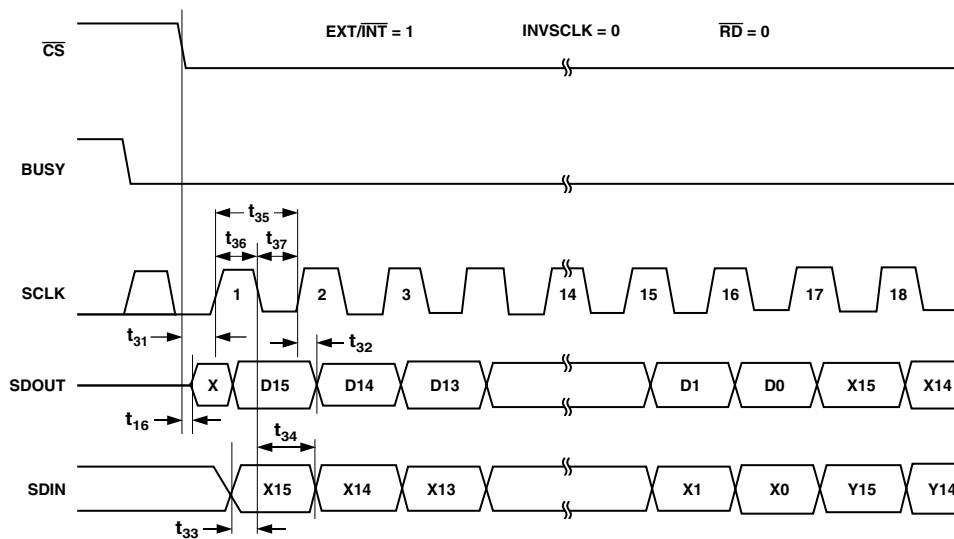 EXT/INT = 1 INVSCLK = 0 RD = 0
CS
BUSY
t35
t36 t37
SCLK 1 2 3 14 15 16 17 18
t31 t32
SDOUT X D15 D14 D13 D1 D0 X15 X14
t16 t34
SDIN X15 X14 X13 X1 X0 Y15 Y14
t33